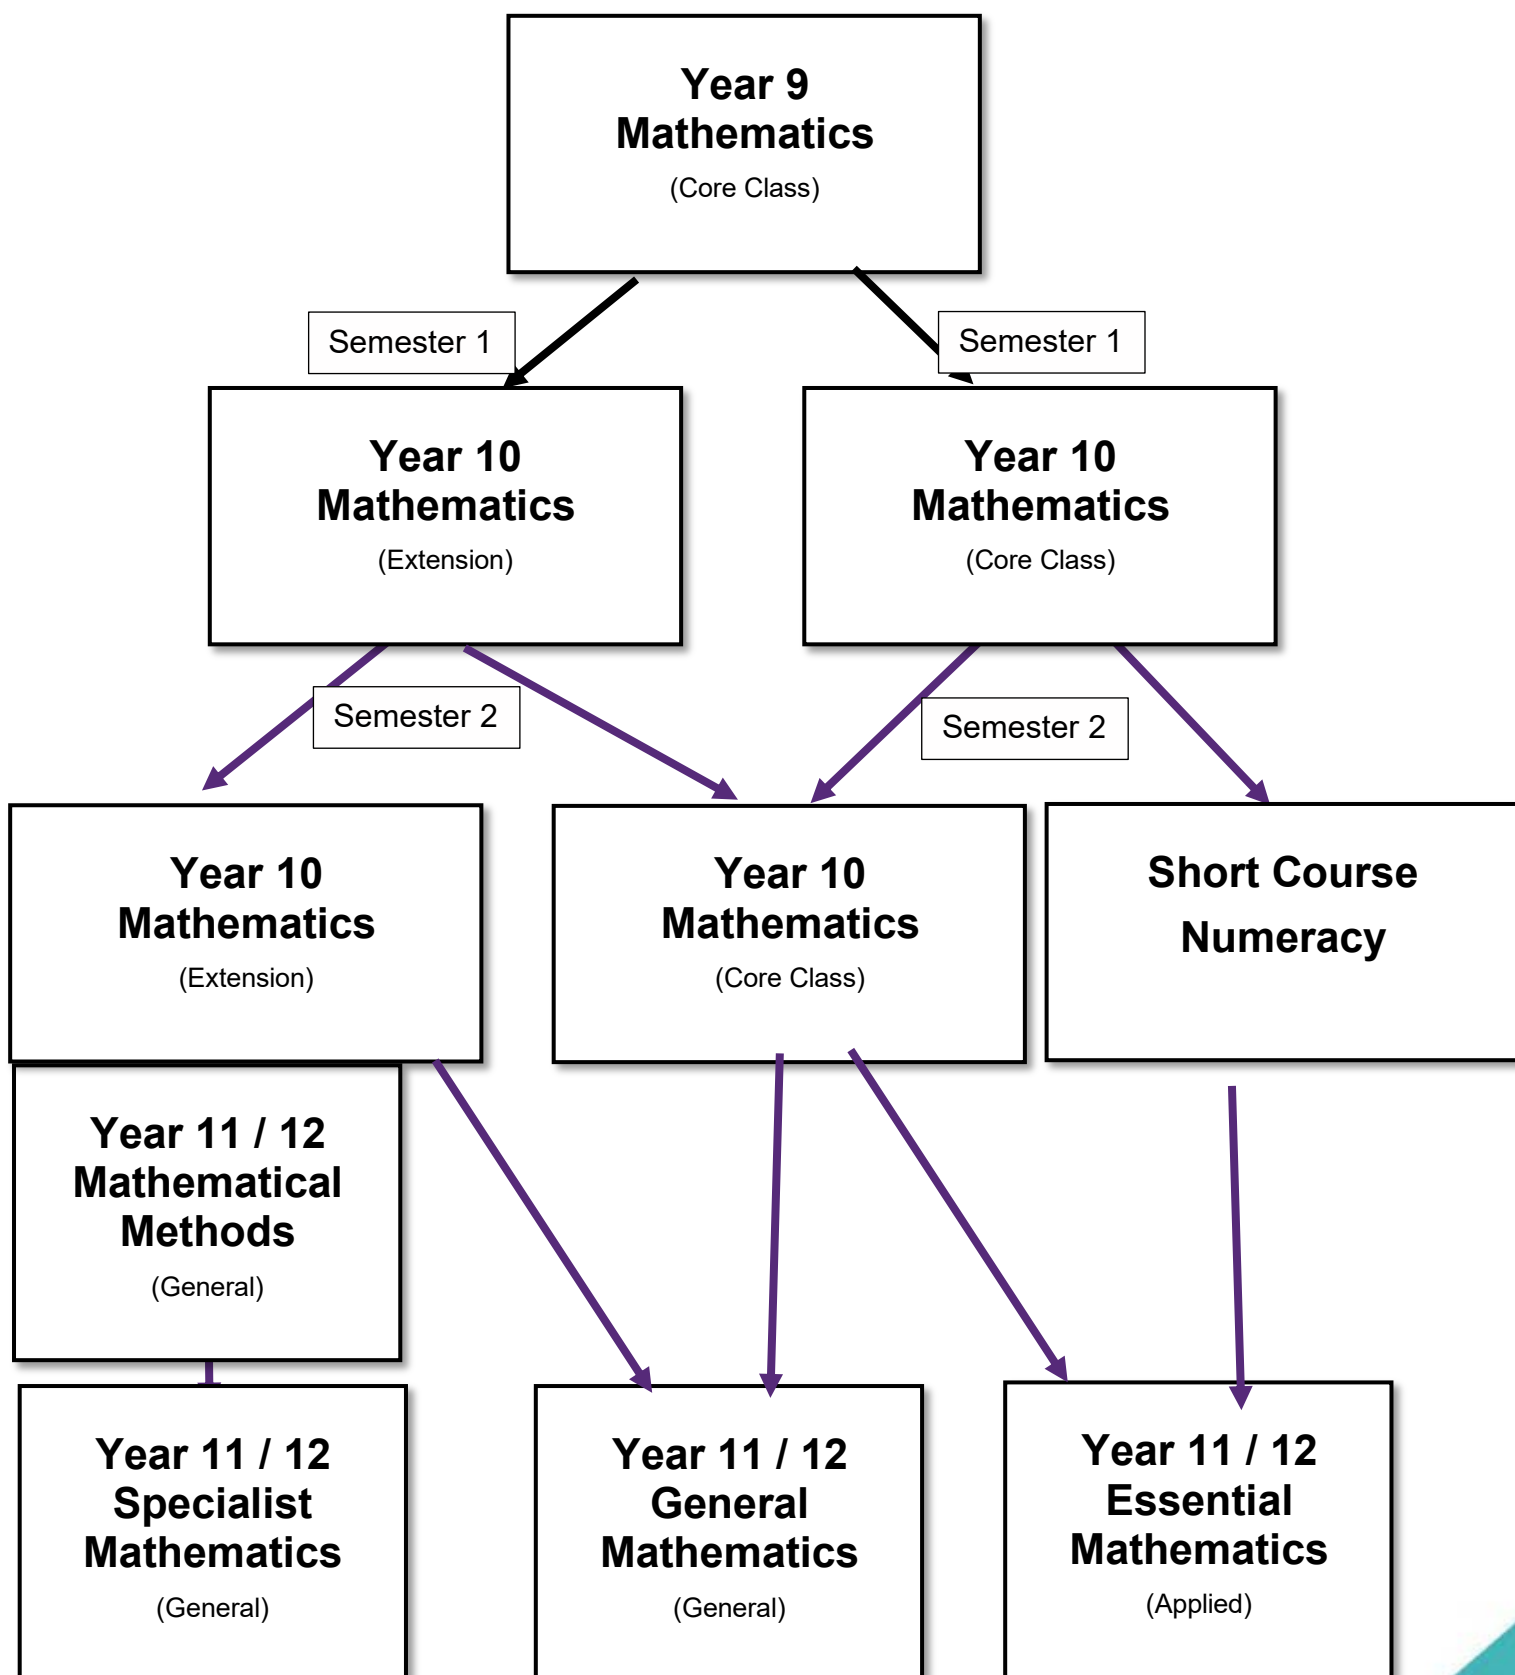 Year 9
Mathematics
(Core Class)
Semester 1
Semester 1
Year 10
Mathematics
(Extension)
Year 10
Mathematics
(Core Class)
Semester 2
Semester 2
Year 10
Mathematics
(Extension)
Year 10
Mathematics
(Core Class)
Short Course
Numeracy
Year 11 / 12
Mathematical
Methods
(General)
Year 11 / 12
Specialist
Mathematics
(General)
Year 11 / 12
General
Mathematics
(General)
Year 11 / 12
Essential
Mathematics
(Applied)